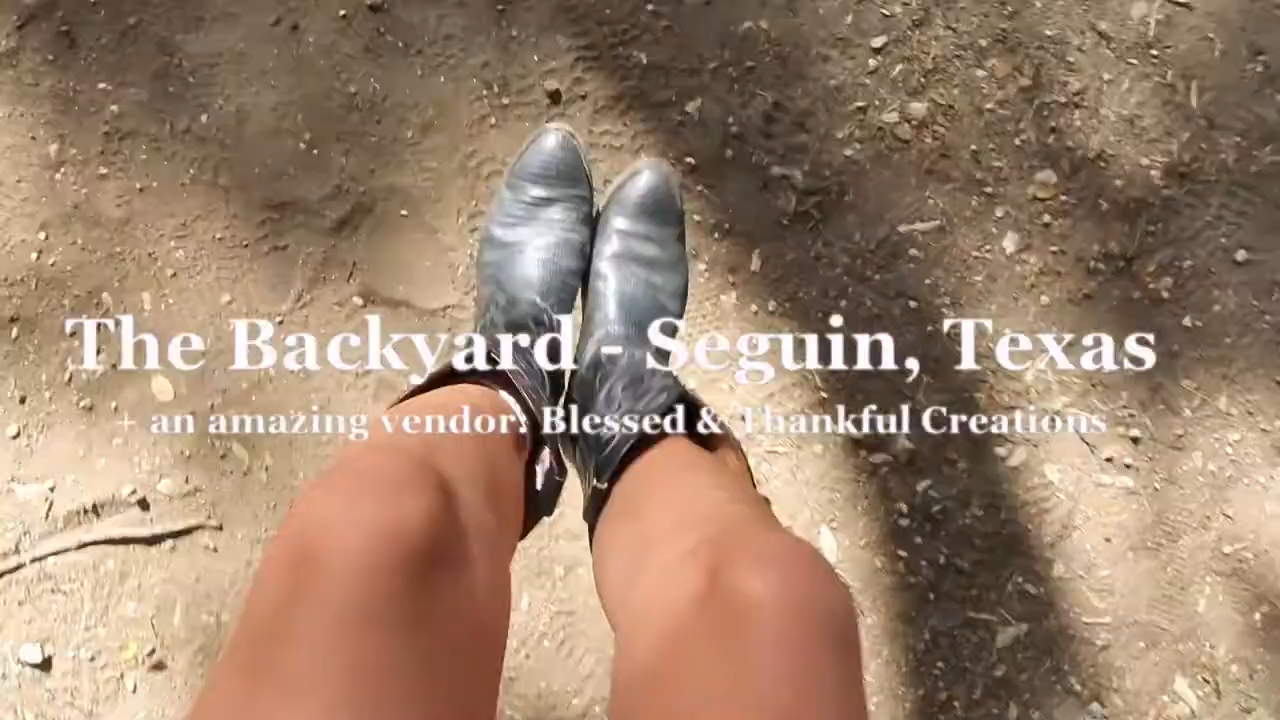 The Backyard - Seguin, Texas
+ an amazing vendor: Blessed & Thankful Creations